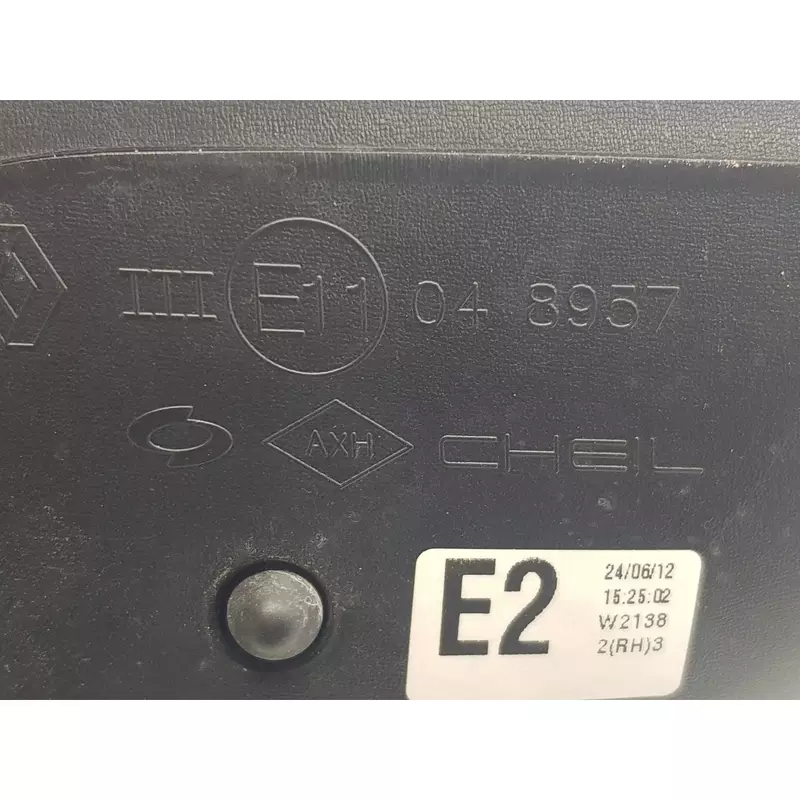 III E11 04 8957
AXH CHEIL
E2
24/06/12
15:25:02
W2138
2(RH)3